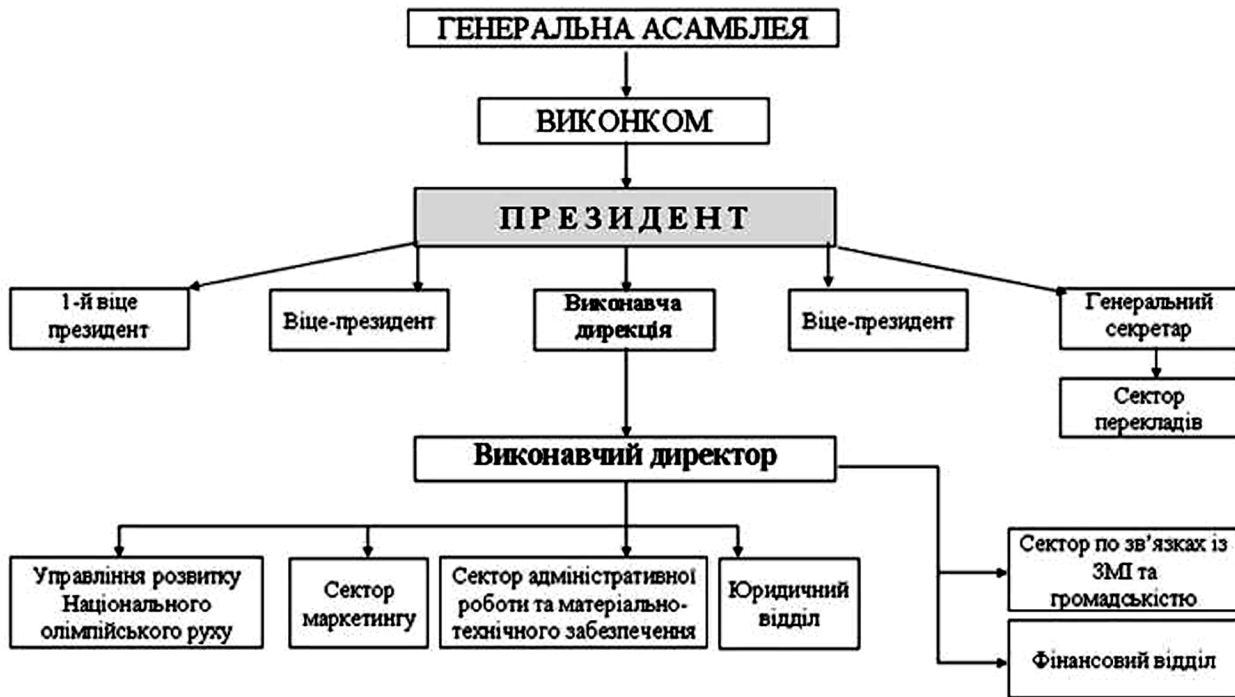 ГЕНЕРАЛЬНА АСАМБЛЕЯ
ВИКОНКОМ
ПРЕЗИДЕНТ
1-й віце
президент
Віце-президент
Виконавча
дирекція
Віце-президент
Генеральний
секретар
Сектор
перекладів
Виконавчий директор
Управління розвитку
Національного
олімпійського руху
Сектор
маркетингу
Сектор адміністративної
роботи та матеріально-
технічного забезпечення
Юридичний
відділ
Сектор по зв’язках із
ЗМІ та
громадськістю
Фінансовий відділ